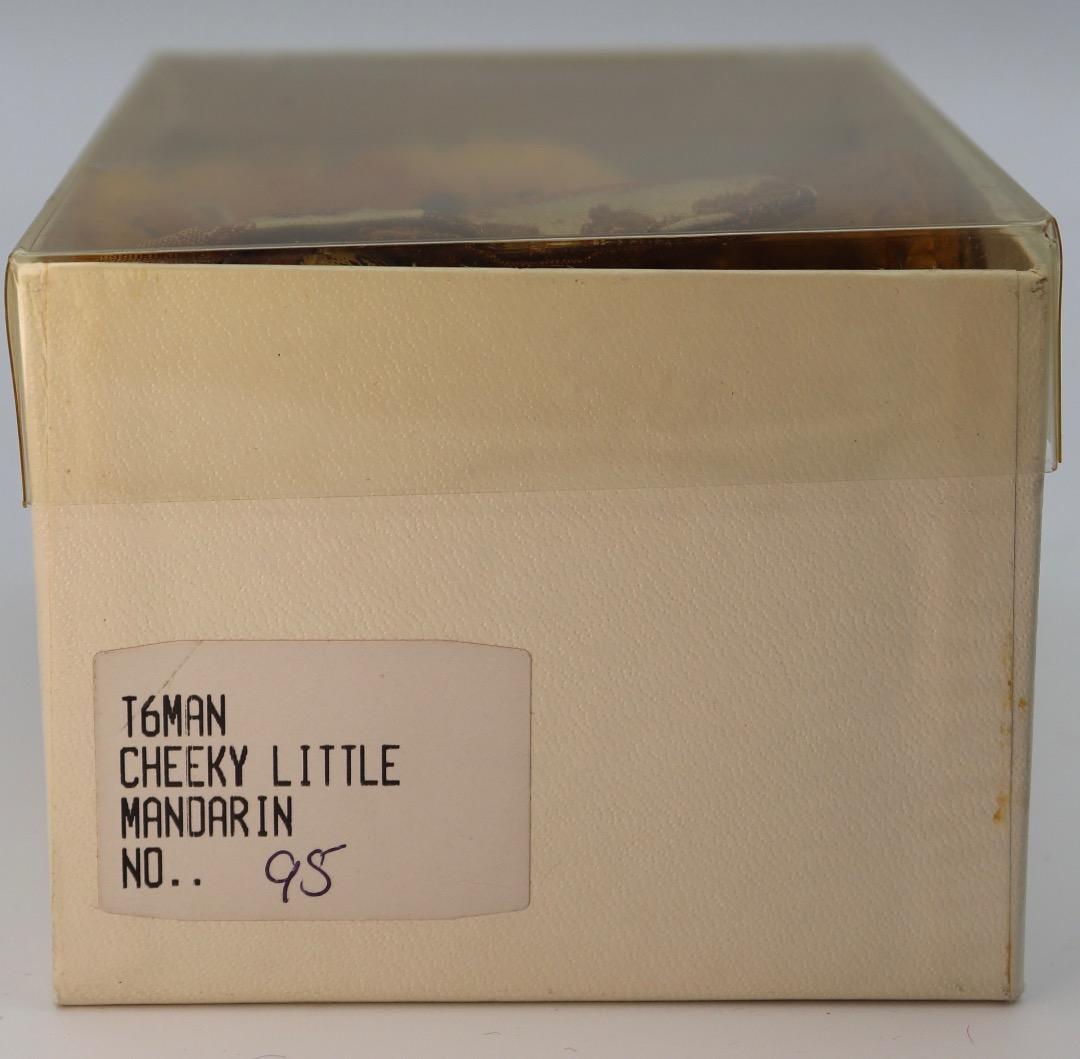 T6MAN
CHEEKY LITTLE
MANDARIN
NO.. 95